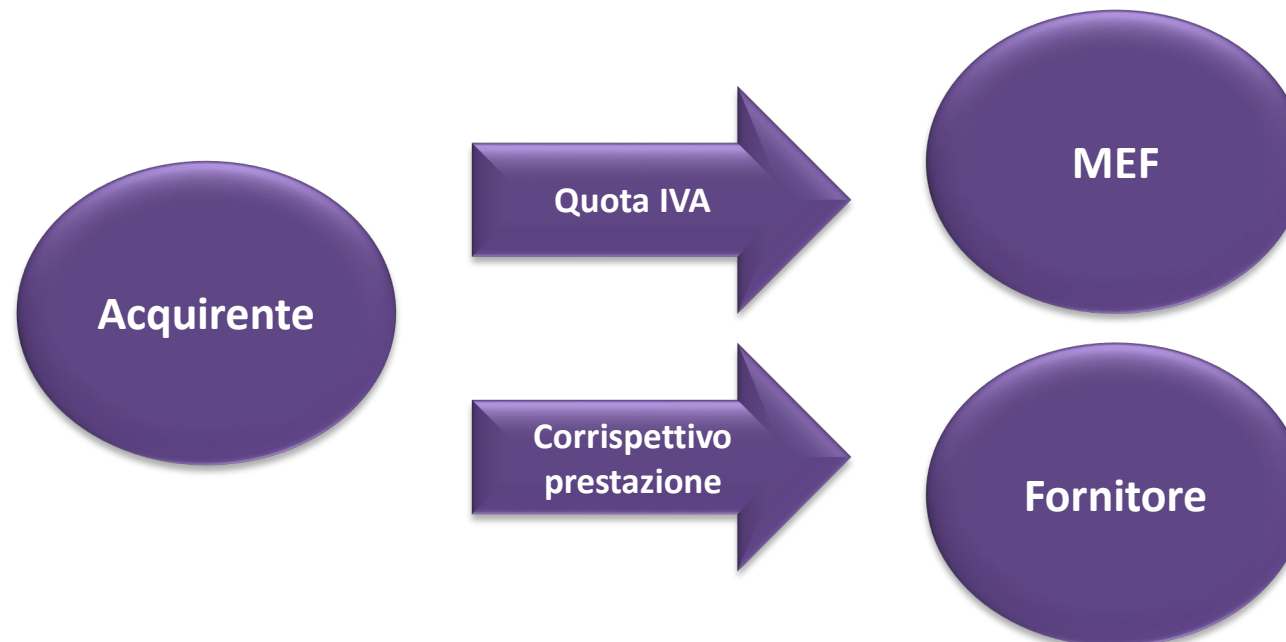 Acquirente
Quota IVA
MEF
Corrispettivo
prestazione
Fornitore